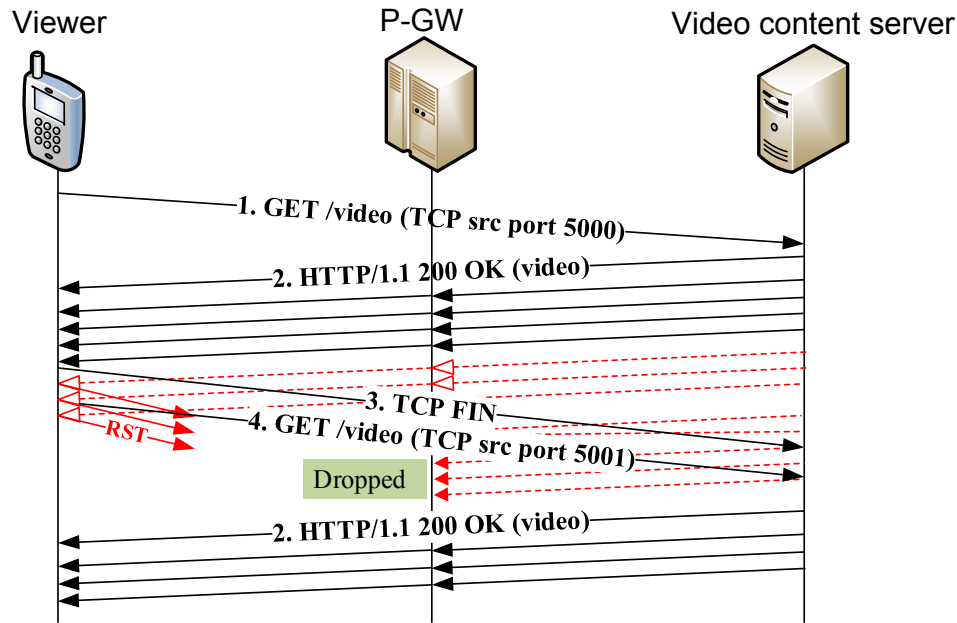 Viewer
P-GW
Video content server
1. GET /video (TCP src port 5000)
2. HTTP/1.1 200 OK (video)
3. TCP FIN
4. GET /video (TCP src port 5001)
RST
Dropped
2. HTTP/1.1 200 OK (video)